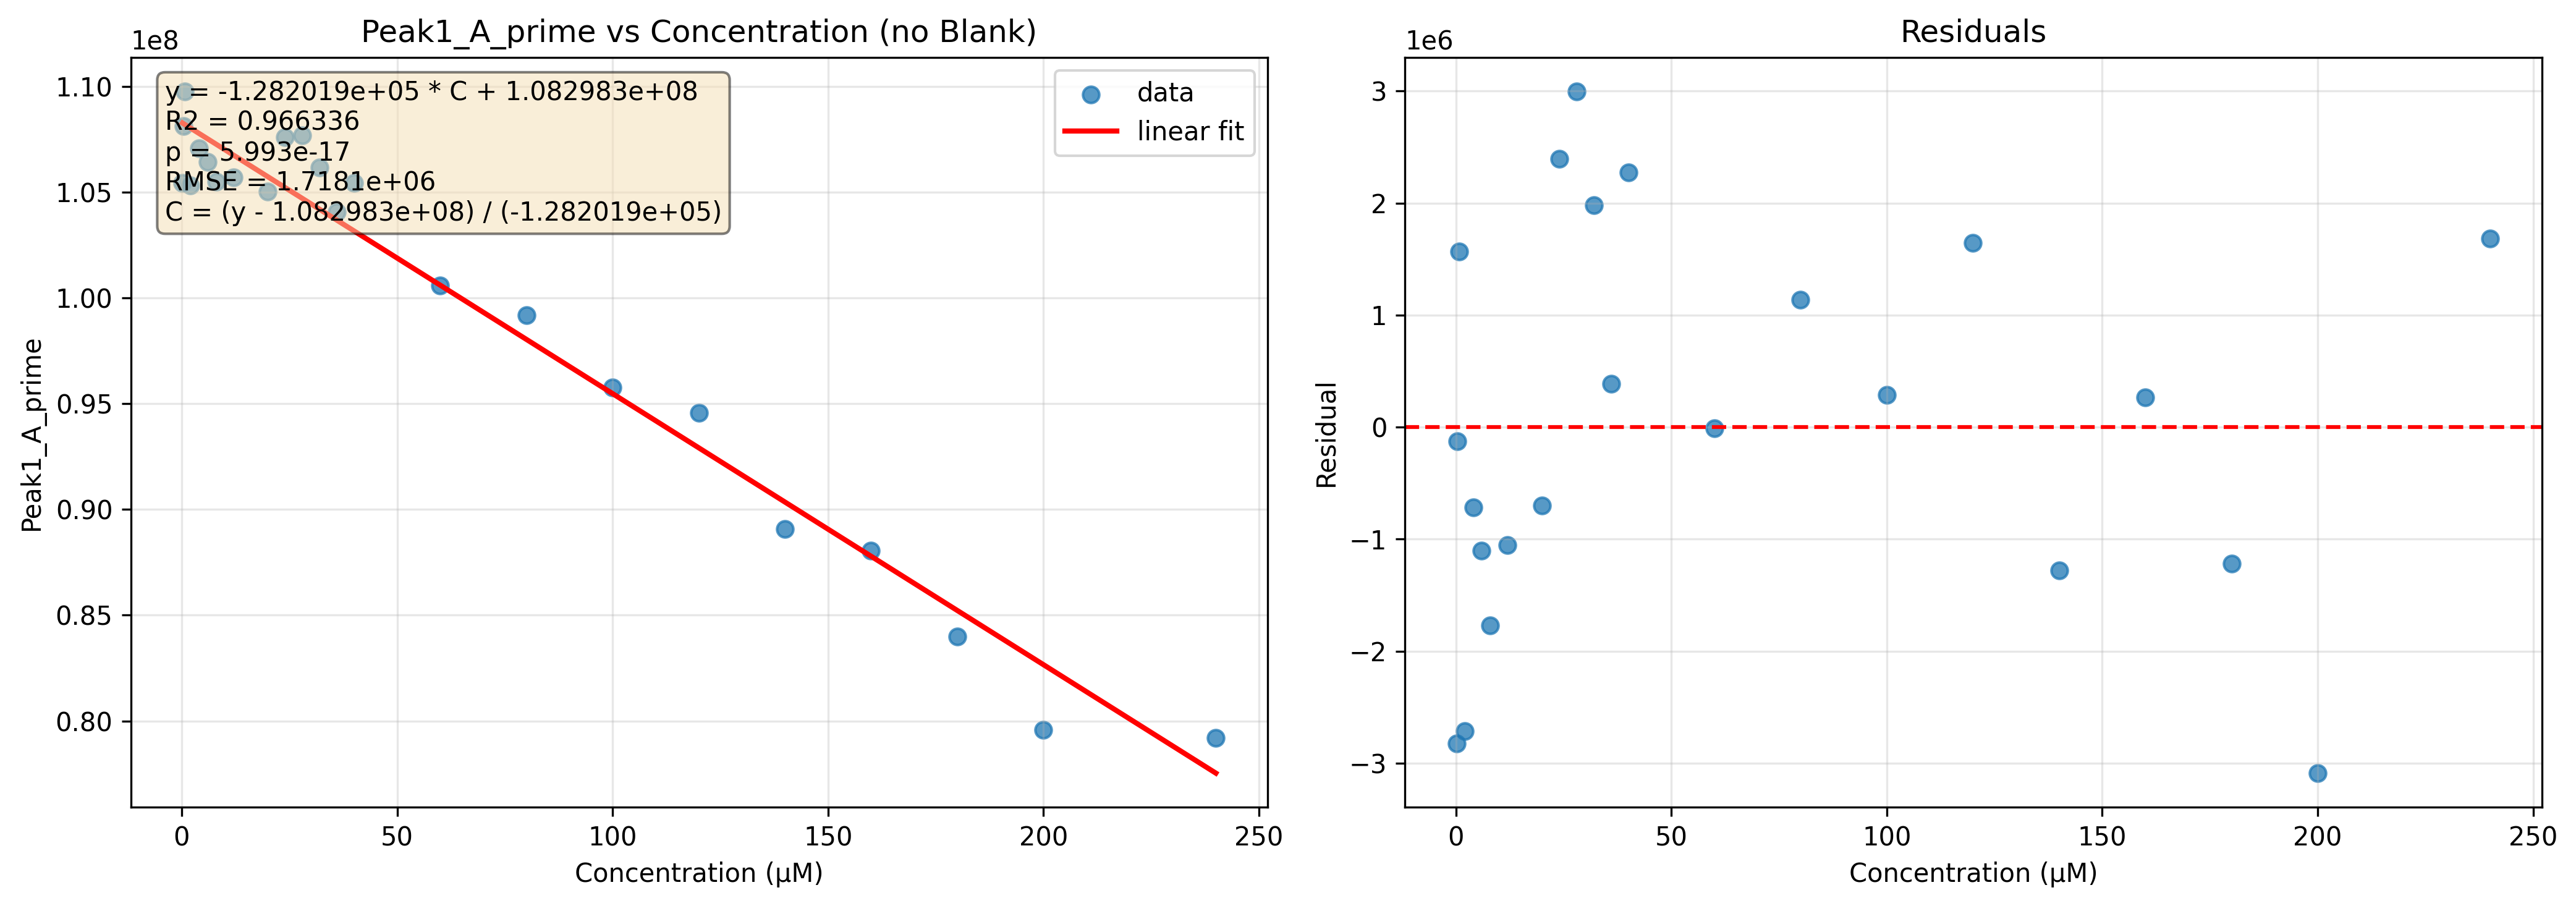 Peak1_A_prime vs Concentration (no Blank)
1e8
y = -1.282019e+05 * C + 1.082983e+08
R2 = 0.966336
p = 5.993e-17
RMSE = 1.7181e+06
C = (y - 1.082983e+08) / (-1.282019e+05)
data
linear fit
1.10
1.05
1.00
0.95
0.90
0.85
0.80
Peak1_A_prime
0
50
100
150
200
250
Concentration (μM)
Residuals
1e6
3
2
1
0
−1
−2
−3
Residual
0
50
100
150
200
250
Concentration (μM)